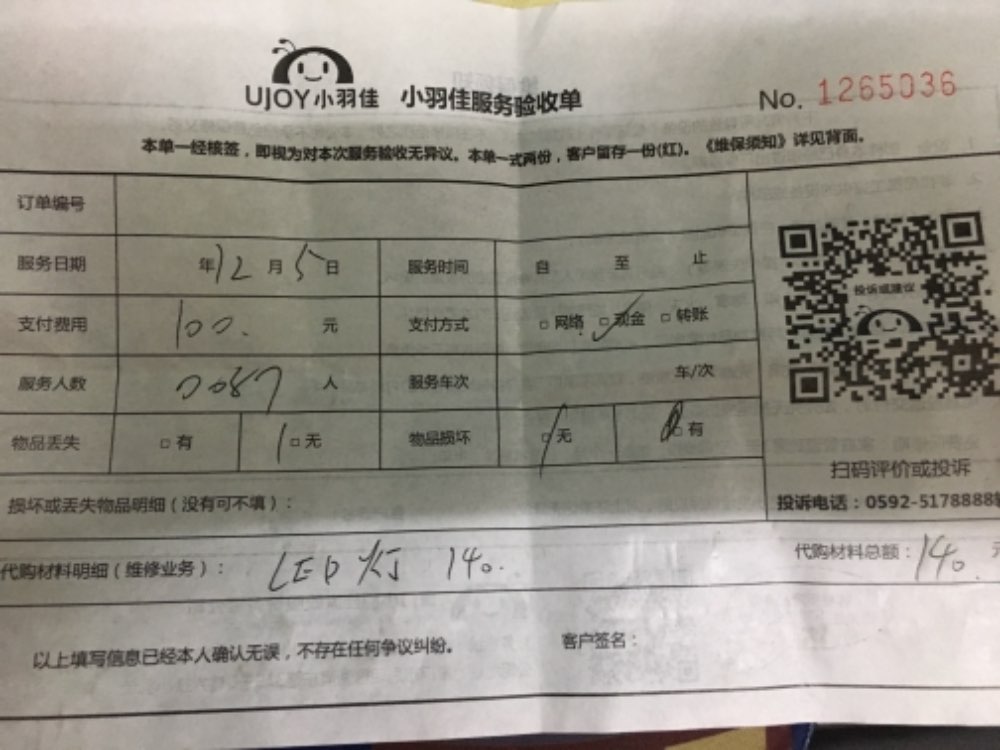 UJOY小羽佳 小羽佳服务验收单 No. 1265036
本单一经核签，即视为对本次服务验收无异议。本单一式两份，客户留存一份(红)。《维保须知》详见背面。
订单编号
服务日期 年12月5日 服务时间 自 至 止
支付费用 100. 元 支付方式 □网络 □现金 □转账
投诉或建议
服务人数 0087 人 服务车次 车/次
物品丢失 □有 □无 物品损坏 □无 □有
扫码评价或投诉
损坏或丢失物品明细（没有可不填）：
投诉电话：0592-5178888
代购材料明细（维修业务）： LED灯 140. 代购材料总额：140. 元
以上填写信息已经本人确认无误，不存在任何争议纠纷。 客户签名：